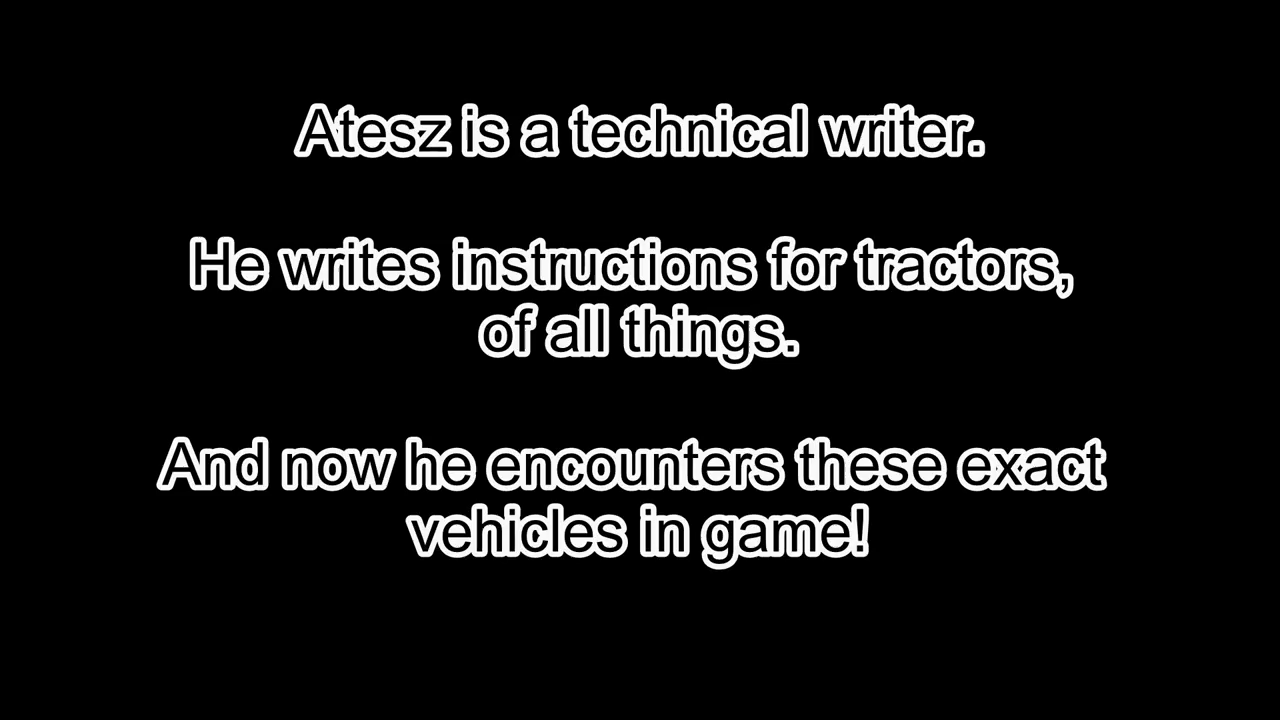 Atesz is a technical writer.
He writes instructions for tractors,
of all things.
And now he encounters these exact
vehicles in game!